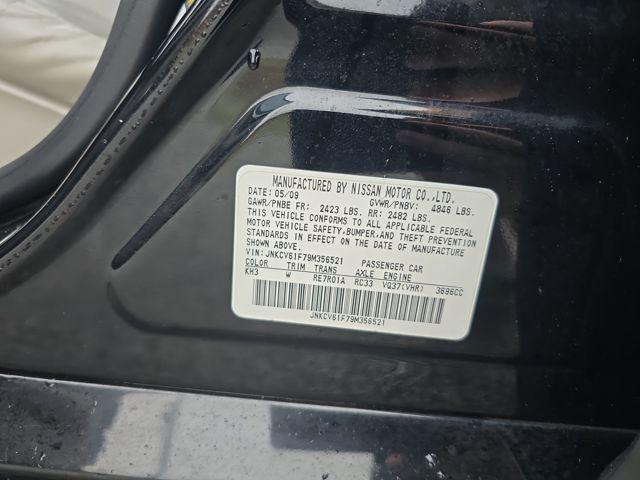 MANUFACTURED BY NISSAN MOTOR CO.,LTD.
DATE: 05/09 GVWR/PNBV: 4846 LBS.
GAWR/PNBE FR: 2423 LBS. RR: 2482 LBS.
THIS VEHICLE CONFORMS TO ALL APPLICABLE FEDERAL
MOTOR VEHICLE SAFETY,BUMPER,AND THEFT PREVENTION
STANDARDS IN EFFECT ON THE DATE OF MANUFACTURE
SHOWN ABOVE.
VIN: JNKCV61F79M356521 PASSENGER CAR
COLOR TRIM TRANS AXLE ENGINE
KH3 W RE7R01A RC33 VQ37(VHR) 3696CC
JNKCV61F79M356521